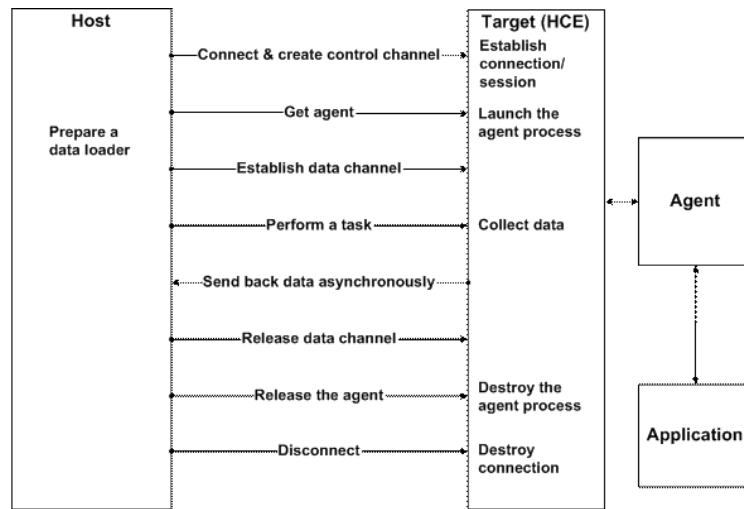 Host
Target (HCE)
Connect & create control channel
Establish
connection/
session
Get agent
Launch the
agent process
Prepare a
data loader
Establish data channel
Perform a task
Collect data
Agent
Send back data asynchronously
Release data channel
Release the agent
Destroy the
agent process
Application
Disconnect
Destroy
connection